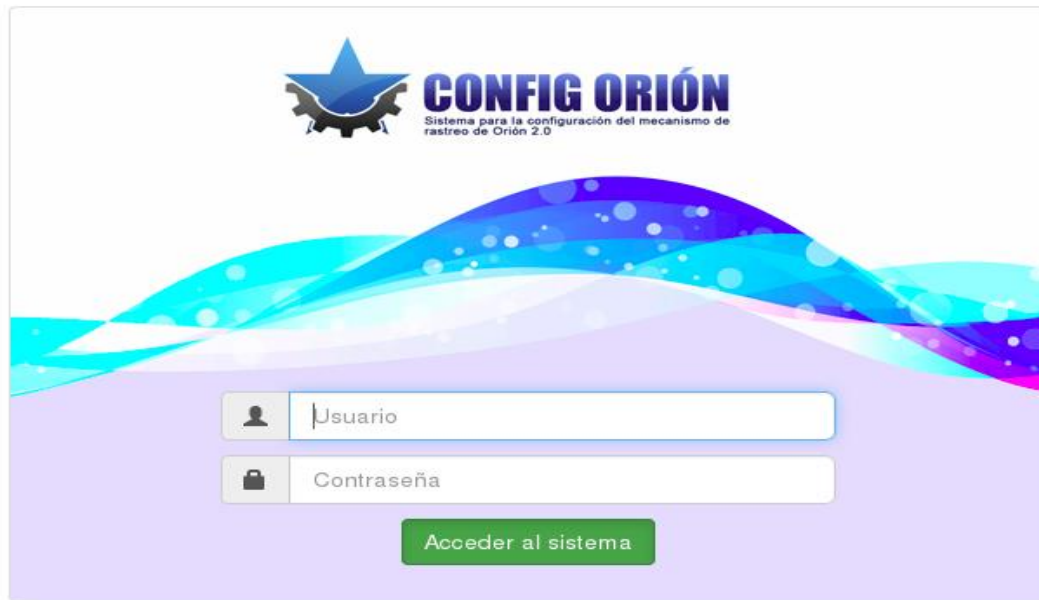 CONFIG ORIÓN
Sistema para la configuración del mecanismo de
rastreo de Orión 2.0
Usuario
Contraseña
Acceder al sistema